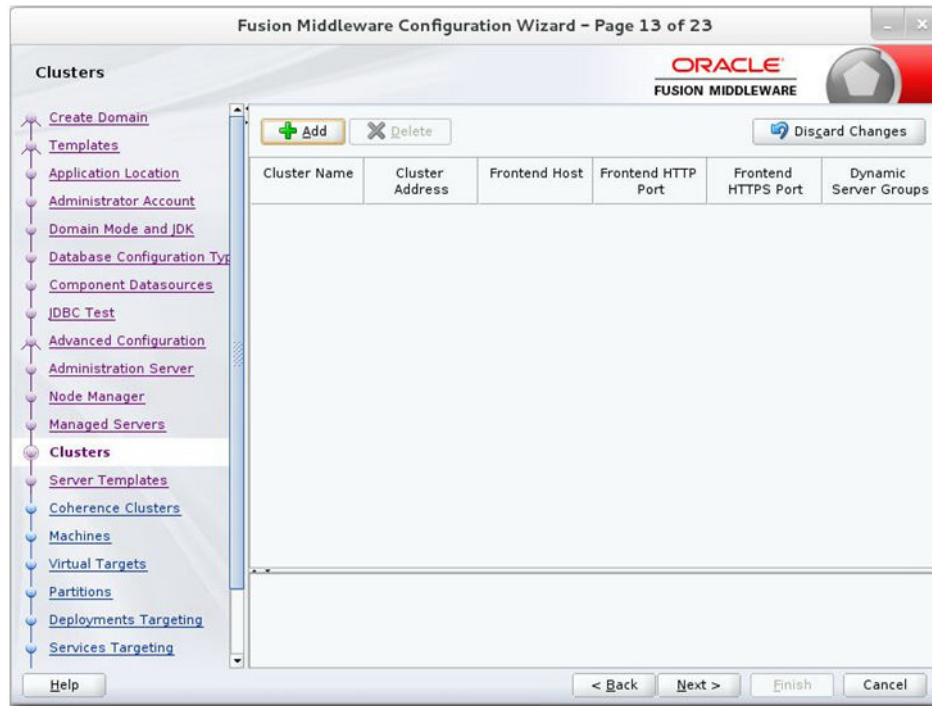 Fusion Middleware Configuration Wizard – Page 13 of 23
Clusters
ORACLE
FUSION MIDDLEWARE
Create Domain
Templates
Application Location
Administrator Account
Domain Mode and JDK
Database Configuration Typ
Component Datasources
JDBC Test
Advanced Configuration
Administration Server
Node Manager
Managed Servers
Clusters
Server Templates
Coherence Clusters
Machines
Virtual Targets
Partitions
Deployments Targeting
Services Targeting
Add Delete Discard Changes
Cluster Name Cluster Frontend Host Frontend HTTP Frontend Dynamic
Address Port HTTPS Port Server Groups
Help < Back Next > Finish Cancel